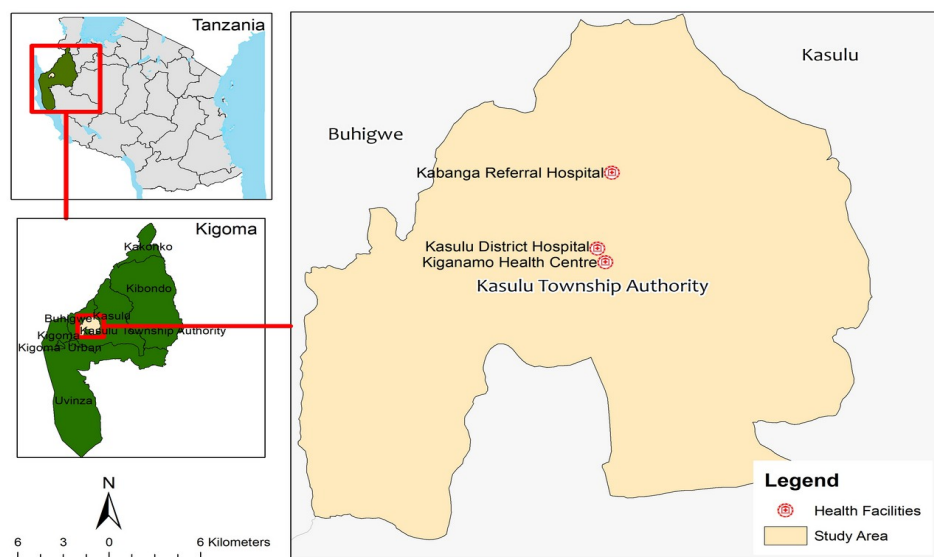 Tanzania
Kigoma
Kakonko
Kibondo
Kasulu
Buhigwe
Kasulu Township Authority
Kigoma
Kigoma Urban
Uvinza
N
6 3 0 6 Kilometers
Kasulu
Buhigwe
Kabanga Referral Hospital
Kasulu District Hospital
Kiganamo Health Centre
Kasulu Township Authority
Legend
Health Facilities
Study Area